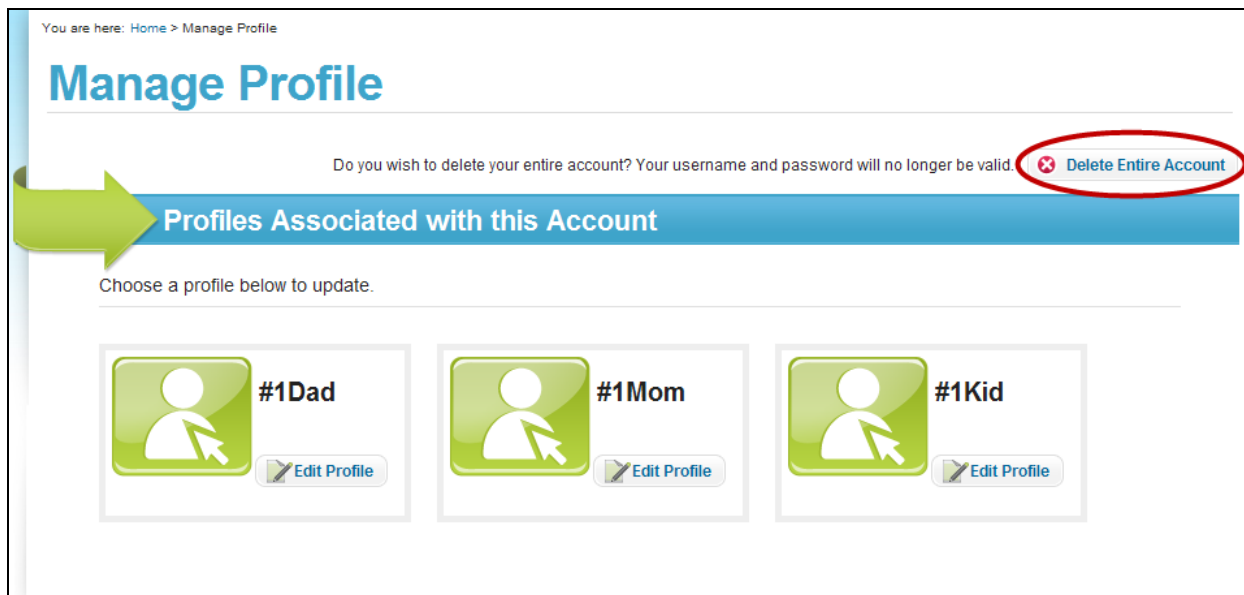 You are here: Home > Manage Profile
Manage Profile
Do you wish to delete your entire account? Your username and password will no longer be valid. Delete Entire Account
Profiles Associated with this Account
Choose a profile below to update.
#1Dad
Edit Profile
#1Mom
Edit Profile
#1Kid
Edit Profile